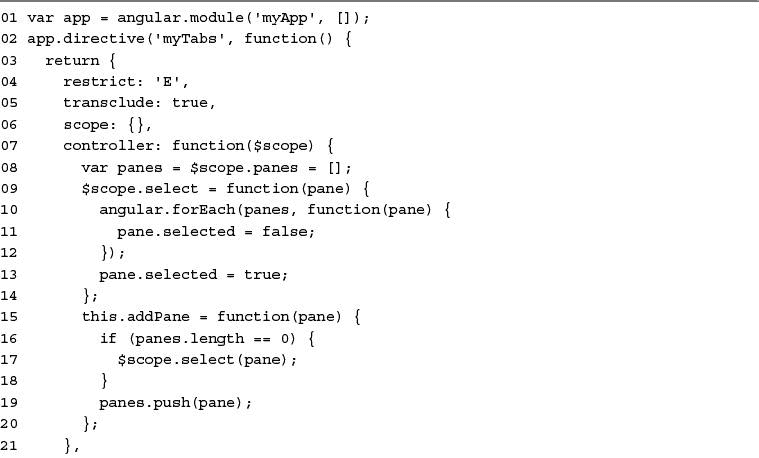 01 var app = angular.module('myApp', []);
02 app.directive('myTabs', function() {
03   return {
04     restrict: 'E',
05     transclude: true,
06     scope: {},
07     controller: function($scope) {
08       var panes = $scope.panes = [];
09       $scope.select = function(pane) {
10         angular.forEach(panes, function(pane) {
11           pane.selected = false;
12         });
13         pane.selected = true;
14       };
15       this.addPane = function(pane) {
16         if (panes.length == 0) {
17           $scope.select(pane);
18         }
19         panes.push(pane);
20       };
21     },